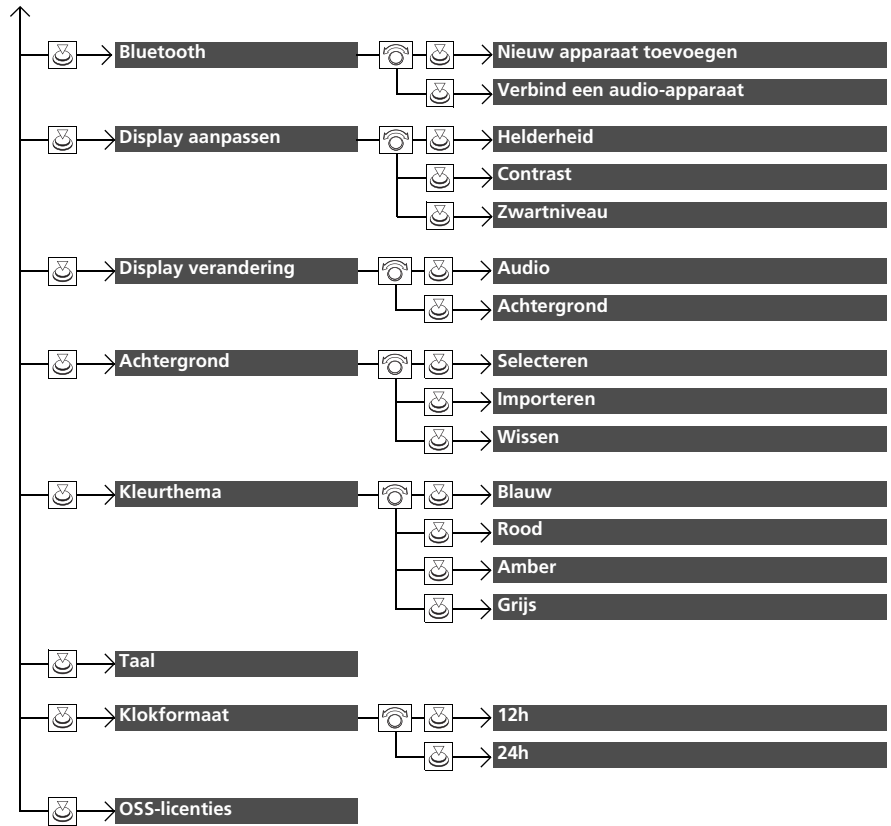 Bluetooth
Nieuw apparaat toevoegen
Verbind een audio-apparaat
Display aanpassen
Helderheid
Contrast
Zwartniveau
Display verandering
Audio
Achtergrond
Achtergrond
Selecteren
Importeren
Wissen
Kleurthema
Blauw
Rood
Amber
Grijs
Taal
Klokformaat
12h
24h
OSS-licenties